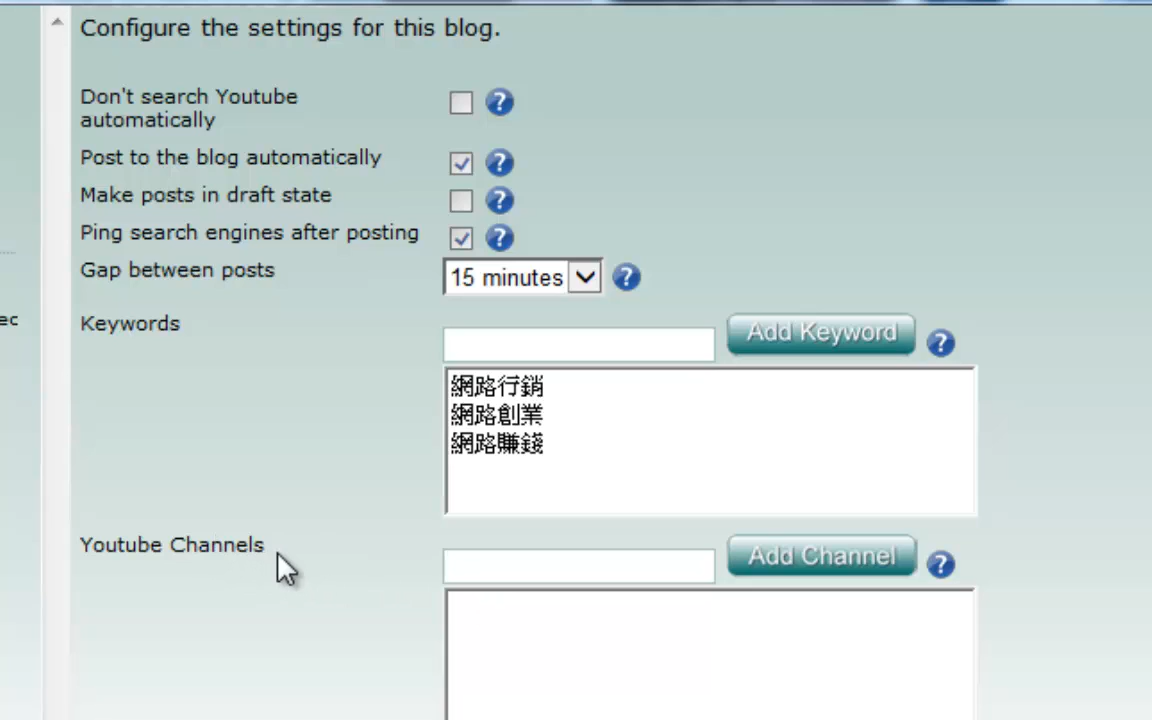 Configure the settings for this blog.
Don't search Youtube
automatically
?
Post to the blog automatically
?
Make posts in draft state
?
Ping search engines after posting
?
Gap between posts
15 minutes
?
ec
Keywords
Add Keyword
?
網路行銷
網路創業
網路賺錢
Youtube Channels
Add Channel
?